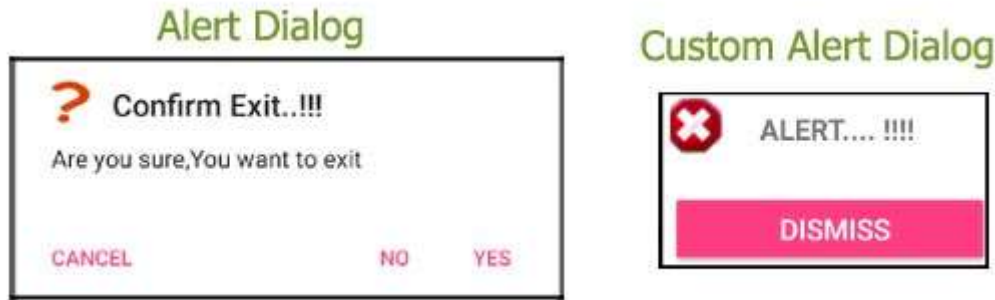 Alert Dialog
Confirm Exit..!!!
Are you sure,You want to exit
CANCEL NO YES
Custom Alert Dialog
ALERT.... !!!!
DISMISS